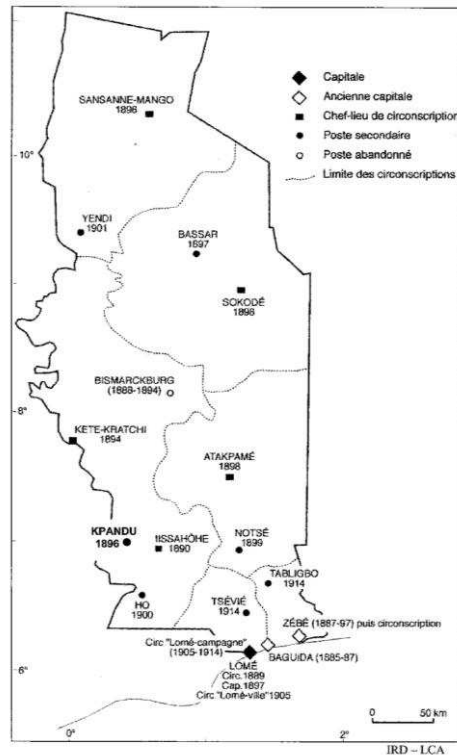 SANSANNE-MANGO
1896
Capitale
Ancienne capitale
Chef-lieu de circonscription
Poste secondaire
Poste abandonné
Limite des circonscriptions
10°
YENDI
1901
BASSAR
1897
SOKODÉ
1898
BISMARCKBURG
(1888-1894)
8°
KETE-KRATCHI
1894
ATAKPAMÉ
1898
KPANDU
1896
MISSAHÖHE
1890
NOTSÉ
1899
TABLIGBO
1914
HO
1900
TSÉVIÉ
1914
ZÉBÉ (1887-97) puis circonscription
Circ "Lomé-campagne"
(1905-1914)
BAGUIDA (1885-87)
6°
LOMÉ
Circ.1889
Cap.1897
Circ "Lomé-ville" 1905
0 50 km
0°
2°
IRD – LCA